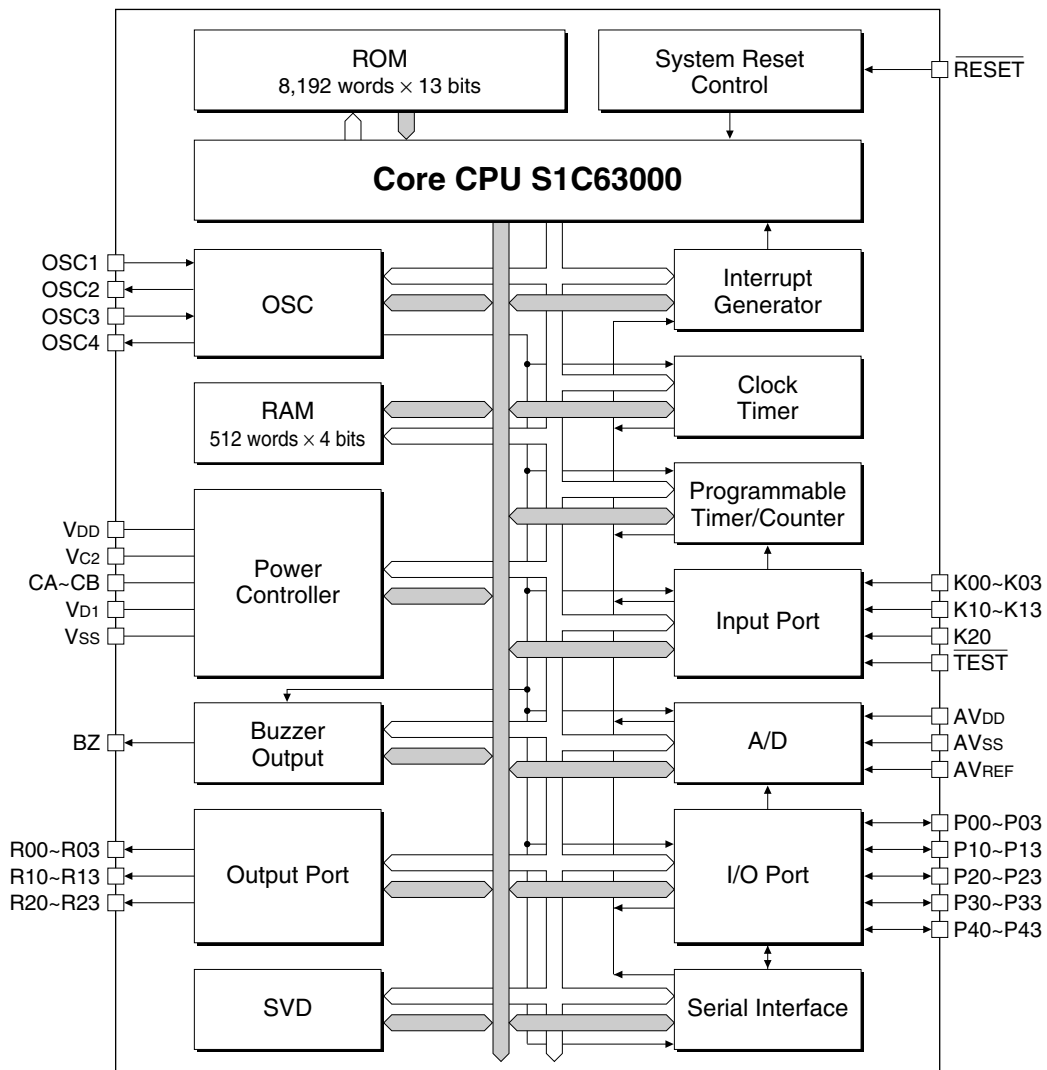 ROM
8,192 words × 13 bits
System Reset
Control
RESET
Core CPU S1C63000
OSC1
OSC2
OSC3
OSC4
OSC
Interrupt
Generator
RAM
512 words × 4 bits
Clock
Timer
Programmable
Timer/Counter
VDD
VC2
CA~CB
VD1
VSS
Power
Controller
Input Port
K00~K03
K10~K13
K20
TEST
BZ
Buzzer
Output
A/D
AVDD
AVSS
AVREF
R00~R03
R10~R13
R20~R23
Output Port
I/O Port
P00~P03
P10~P13
P20~P23
P30~P33
P40~P43
SVD
Serial Interface